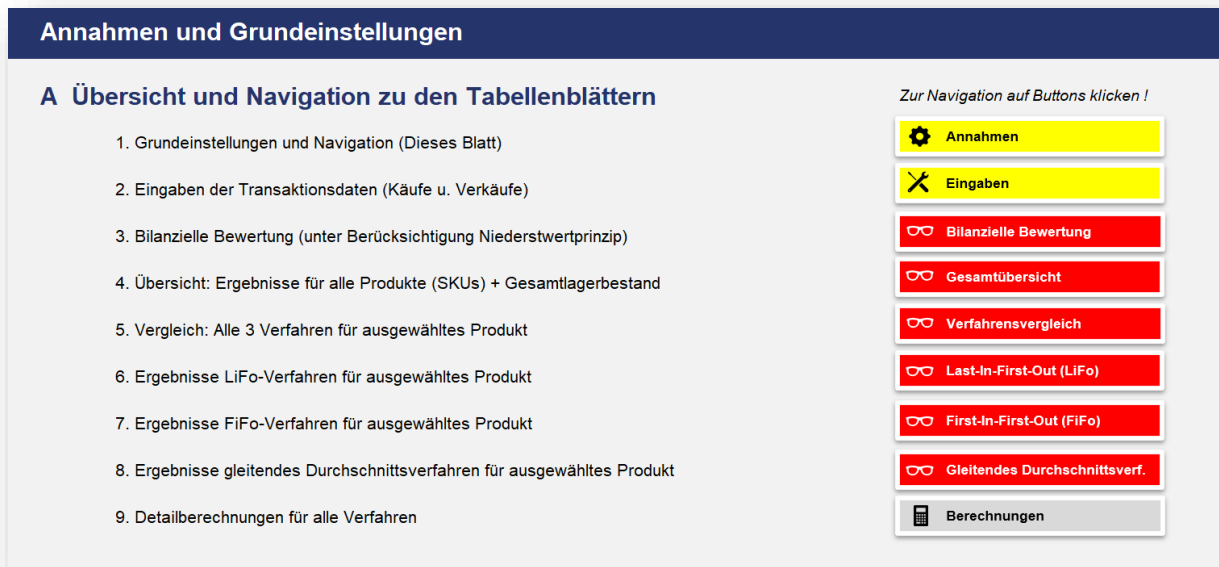 Annahmen und Grundeinstellungen
A Übersicht und Navigation zu den Tabellenblättern
Zur Navigation auf Buttons klicken !
1. Grundeinstellungen und Navigation (Dieses Blatt)
Annahmen
2. Eingaben der Transaktionsdaten (Käufe u. Verkäufe)
Eingaben
3. Bilanzielle Bewertung (unter Berücksichtigung Niederstwertprinzip)
Bilanzielle Bewertung
4. Übersicht: Ergebnisse für alle Produkte (SKUs) + Gesamtlagerbestand
Gesamtübersicht
5. Vergleich: Alle 3 Verfahren für ausgewähltes Produkt
Verfahrensvergleich
6. Ergebnisse LiFo-Verfahren für ausgewähltes Produkt
Last-In-First-Out (LiFo)
7. Ergebnisse FiFo-Verfahren für ausgewähltes Produkt
First-In-First-Out (FiFo)
8. Ergebnisse gleitendes Durchschnittsverfahren für ausgewähltes Produkt
Gleitendes Durchschnittsverf.
9. Detailberechnungen für alle Verfahren
Berechnungen